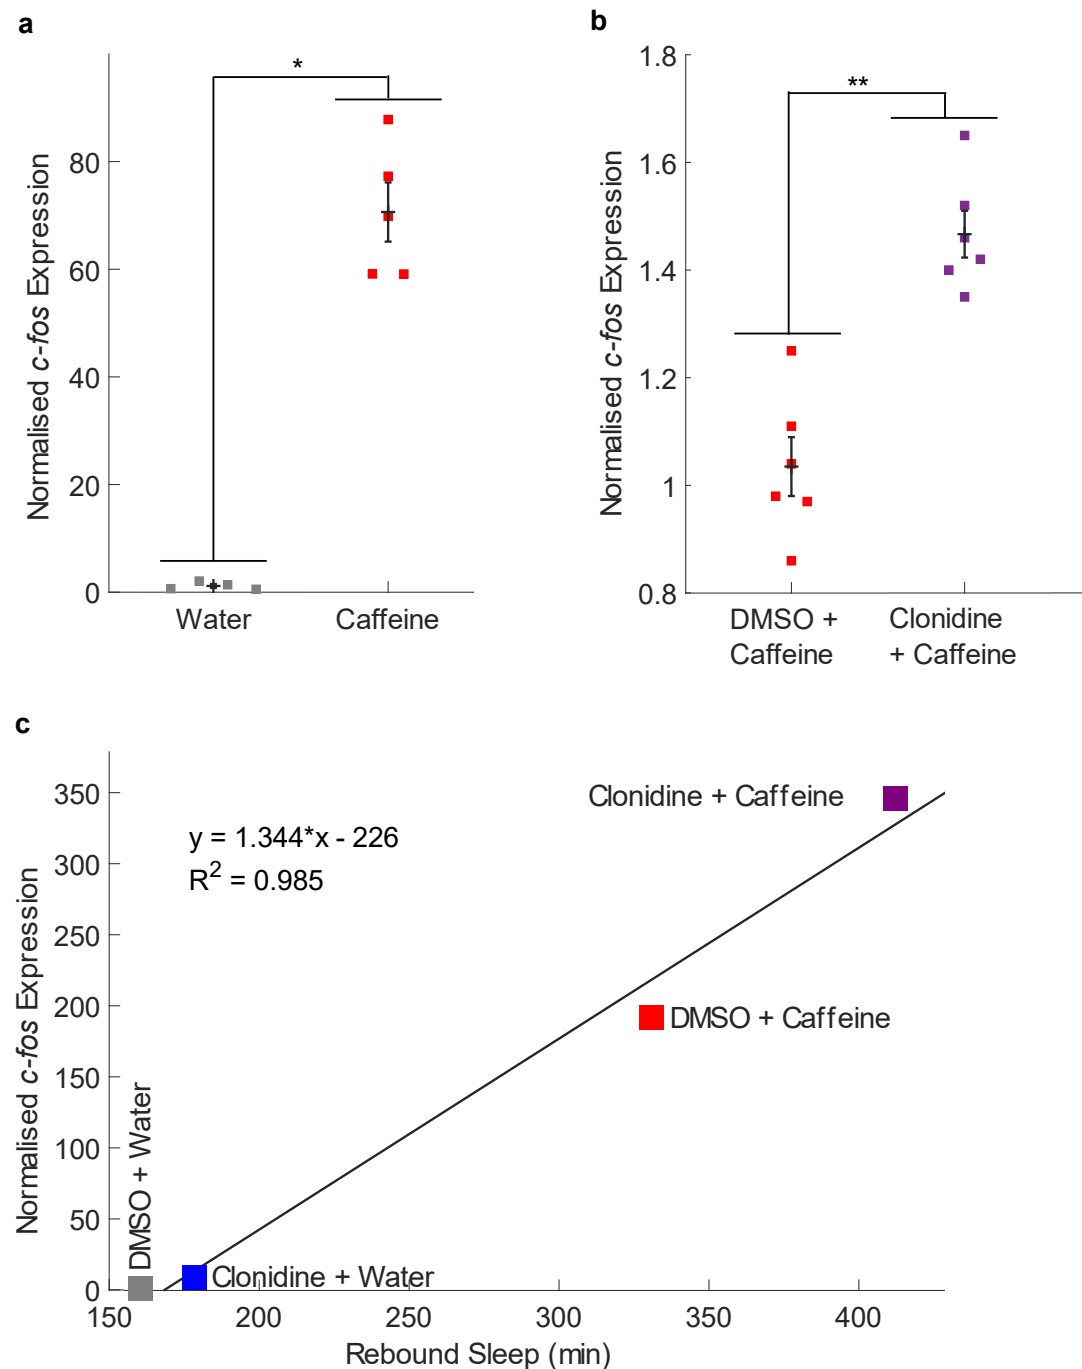 a
*
Normalised c-fos Expression
80
60
40
20
0
Water
Caffeine
b
**
Normalised c-fos Expression
1.8
1.6
1.4
1.2
1
0.8
DMSO +
Caffeine
Clonidine
+ Caffeine
c
Normalised c-fos Expression
350
300
250
200
150
100
50
0
y = 1.344*x - 226
R² = 0.985
Clonidine + Caffeine
DMSO + Caffeine
DMSO + Water
Clonidine + Water
150 200 250 300 350 400
Rebound Sleep (min)